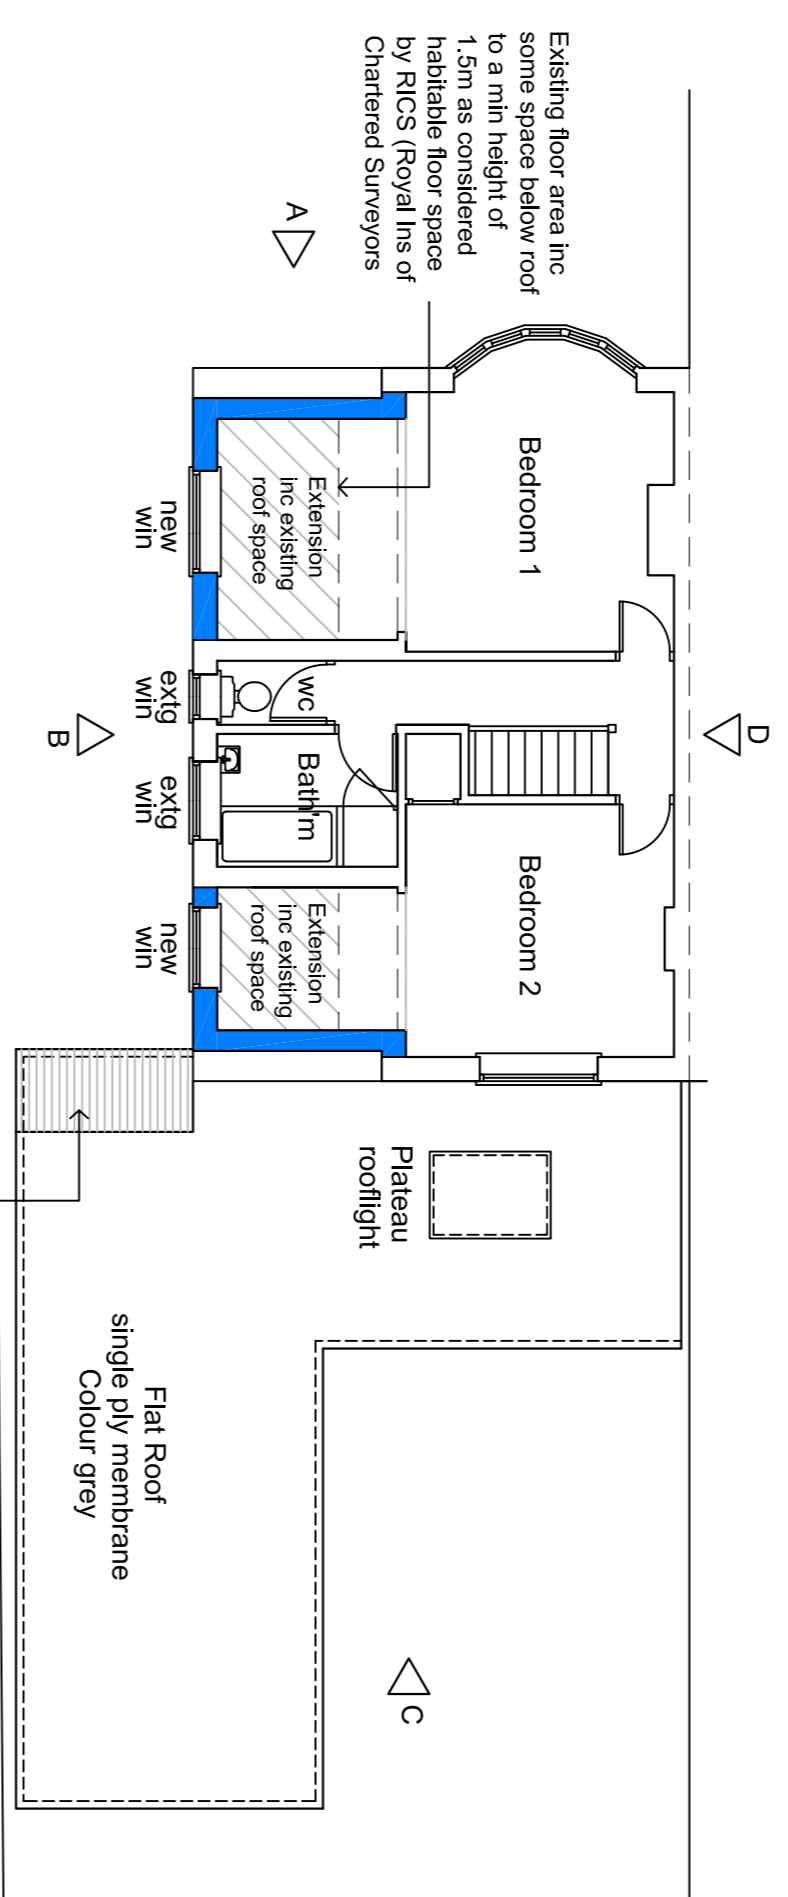 Existing floor area inc
some space below roof
to a min height of
1.5m as considered
habitable floor space
by RICS (Royal Ins of
Chartered Surveyors
A
Bedroom 1
Extension
inc existing
roof space
new
win
D
wc
extg
win
B
Bath'm
extg
win
Bedroom 2
Extension
inc existing
roof space
new
win
Plateau
rooflight
Flat Roof
single ply membrane
Colour grey
C